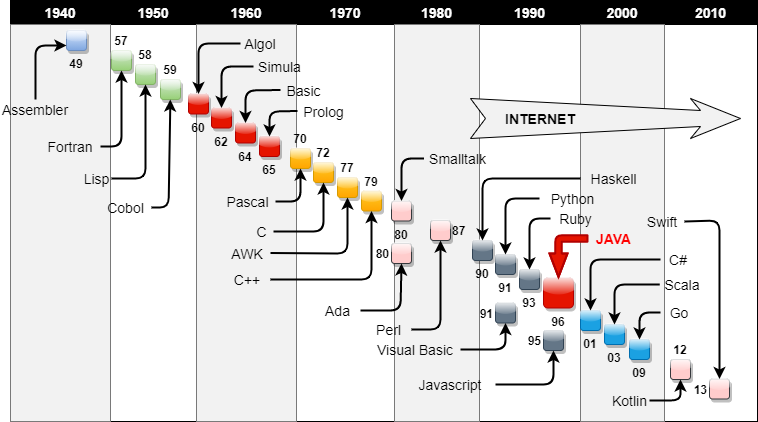 1940 1950 1960 1970 1980 1990 2000 2010
57
58
59
49
Algol
Simula
Basic
Prolog
Assembler
60
62
64
65
INTERNET
Fortran
Lisp
Cobol
70
72
77
79
Smalltalk
Pascal
C
AWK
C++
80
80
87
Haskell
Python
Ruby
JAVA
Swift
90
91
93
96
C#
Scala
Go
Ada
Perl
Visual Basic
Javascript
91
95
01
03
09
12
13
Kotlin